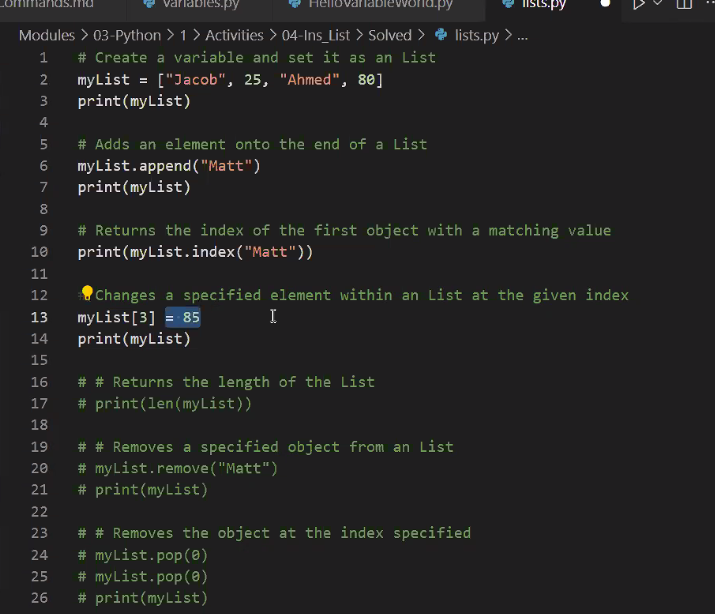 ommands.md variables.py HelloVariableWorld.py lists.py
Modules > 03-Python > 1 > Activities > 04-Ins_List > Solved > lists.py > ...
1 # Create a variable and set it as an List
2 myList = ["Jacob", 25, "Ahmed", 80]
3 print(myList)
4
5 # Adds an element onto the end of a List
6 myList.append("Matt")
7 print(myList)
8
9 # Returns the index of the first object with a matching value
10 print(myList.index("Matt"))
11
12 # Changes a specified element within an List at the given index
13 myList[3] = 85
14 print(myList)
15
16 # # Returns the length of the List
17 # print(len(myList))
18
19 # # Removes a specified object from an List
20 # myList.remove("Matt")
21 # print(myList)
22
23 # # Removes the object at the index specified
24 # myList.pop(0)
25 # myList.pop(0)
26 # print(myList)